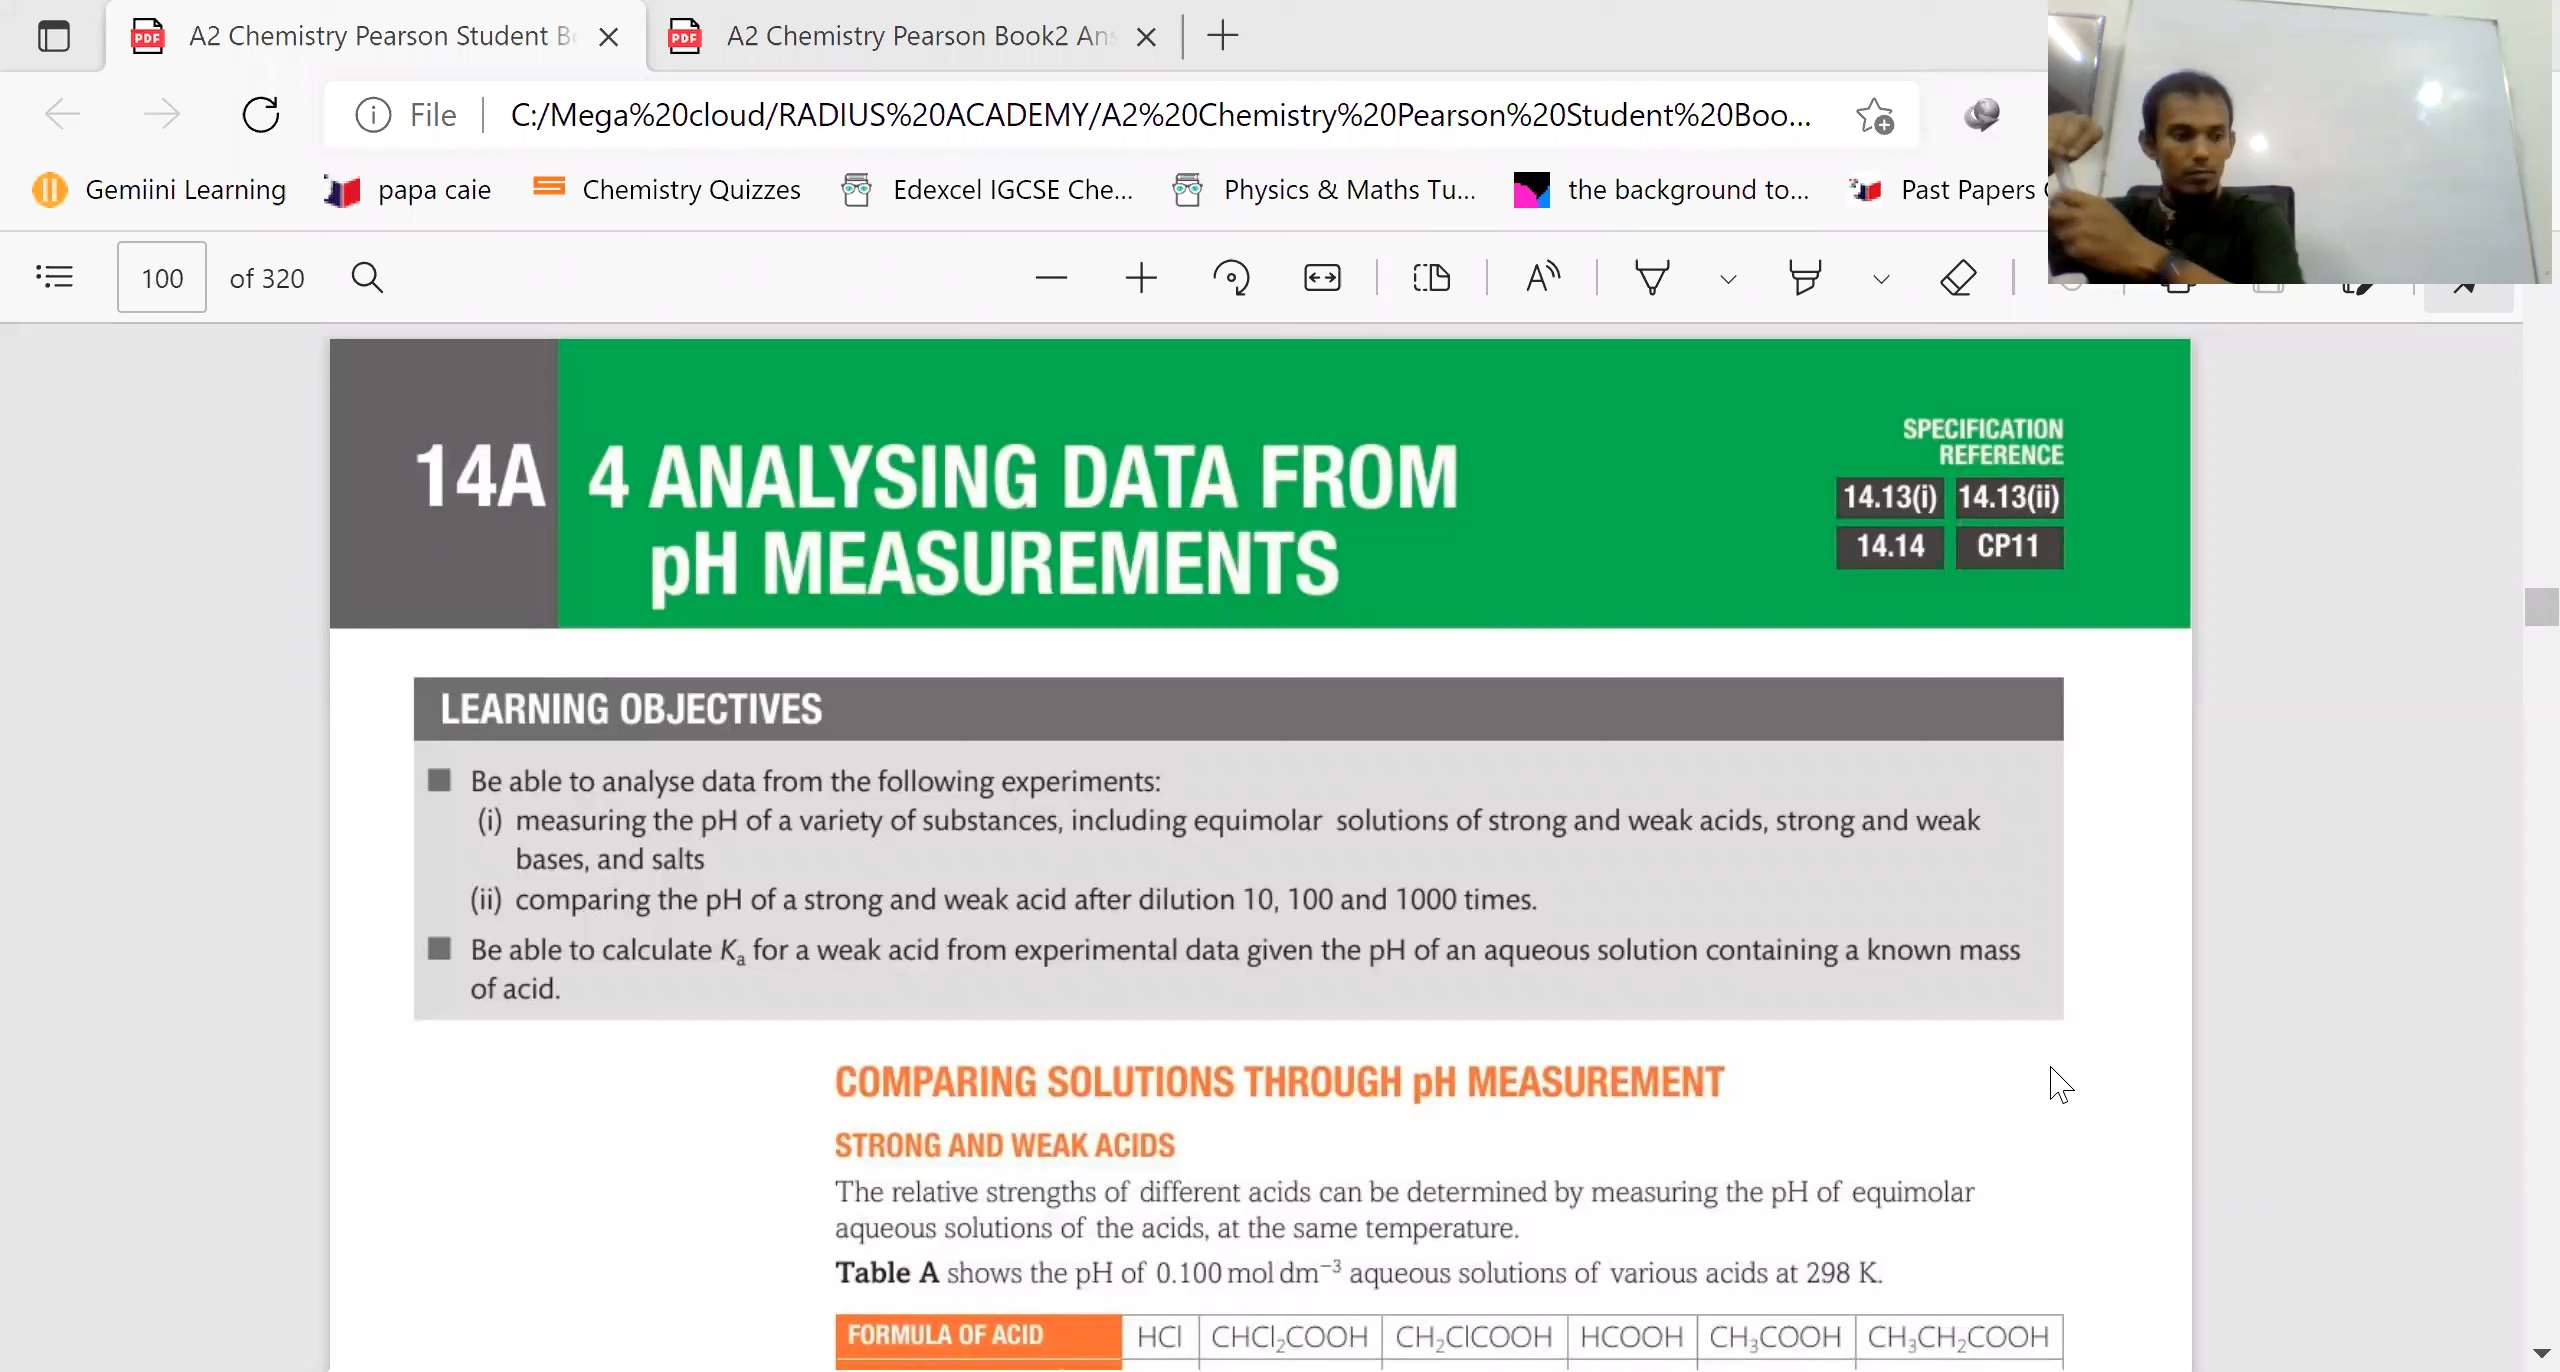 A2 Chemistry Pearson Student B
A2 Chemistry Pearson Book2 Ans
File
C:/Mega%20cloud/RADIUS%20ACADEMY/A2%20Chemistry%20Pearson%20Student%20Boo...
Gemiini Learning
papa caie
Chemistry Quizzes
Edexcel IGCSE Che...
Physics & Maths Tu...
the background to...
Past Papers
100 of 320
14A 4 ANALYSING DATA FROM
pH MEASUREMENTS
SPECIFICATION
REFERENCE
14.13(i) 14.13(ii)
14.14 CP11
LEARNING OBJECTIVES
■ Be able to analyse data from the following experiments:
(i) measuring the pH of a variety of substances, including equimolar solutions of strong and weak acids, strong and weak
bases, and salts
(ii) comparing the pH of a strong and weak acid after dilution 10, 100 and 1000 times.
■ Be able to calculate Kₐ for a weak acid from experimental data given the pH of an aqueous solution containing a known mass
of acid.
COMPARING SOLUTIONS THROUGH pH MEASUREMENT
STRONG AND WEAK ACIDS
The relative strengths of different acids can be determined by measuring the pH of equimolar
aqueous solutions of the acids, at the same temperature.
Table A shows the pH of 0.100 mol dm⁻³ aqueous solutions of various acids at 298 K.
FORMULA OF ACID HCl CHCl₂COOH CH₂ClCOOH HCOOH CH₃COOH CH₃CH₂COOH